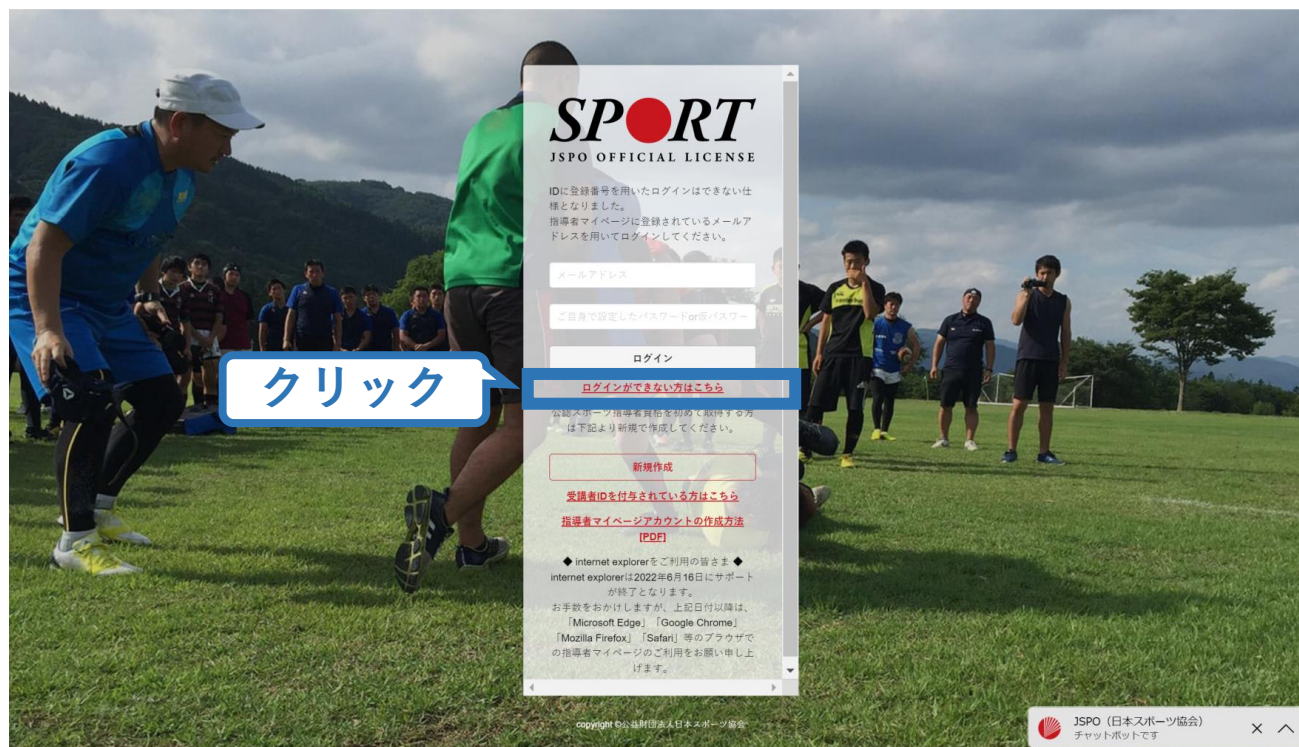 SPORT
JSPO OFFICIAL LICENSE
IDに登録番号を用いたログインはできない仕
様となりました。
指導者マイページに登録されているメールア
ドレスを用いてログインしてください。
メールアドレス
ご自身で設定したパスワードor仮パスワー
ログイン
クリック
ログインができない方はこちら
公認スポーツ指導者資格を初めて取得する方
は下記より新規で作成してください。
新規作成
受講者IDを付与されている方はこちら
指導者マイページアカウントの作成方法
[PDF]
◆ internet explorerをご利用の皆さま ◆
internet explorerは2022年6月16日にサポート
が終了となります。
お手数をおかけしますが、上記日付以降は、
「Microsoft Edge」「Google Chrome」
「Mozilla Firefox」「Safari」等のブラウザで
の指導者マイページのご利用をお願い申し上
げます。
copyright ©公益財団法人日本スポーツ協会
JSPO（日本スポーツ協会）
チャットボットです